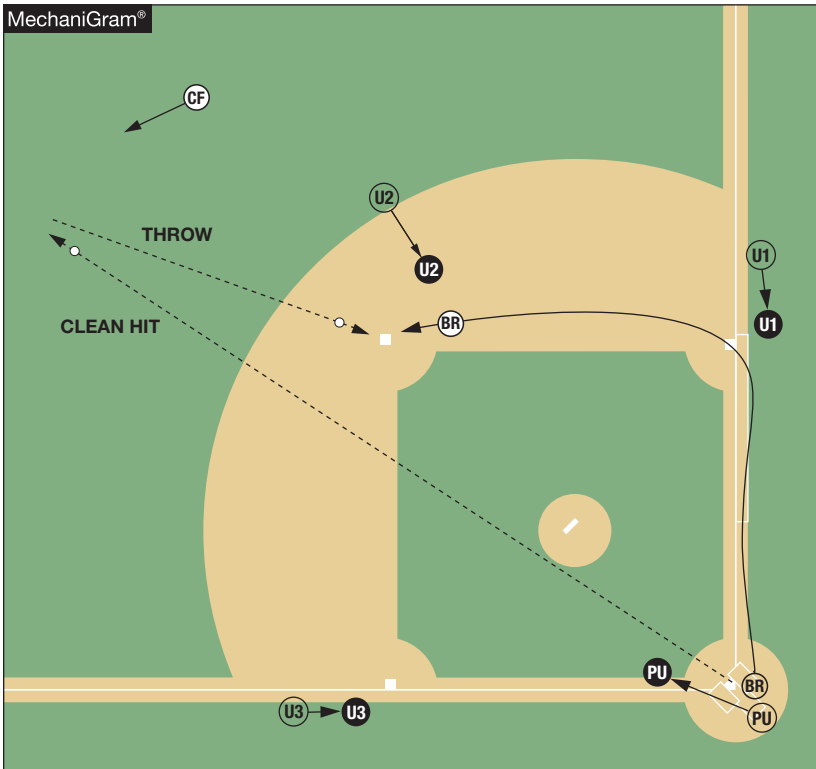 MechaniGram®
CF
U2
THROW
U1
U2
BR
U1
CLEAN HIT
PU
BR
U3
U3
PU